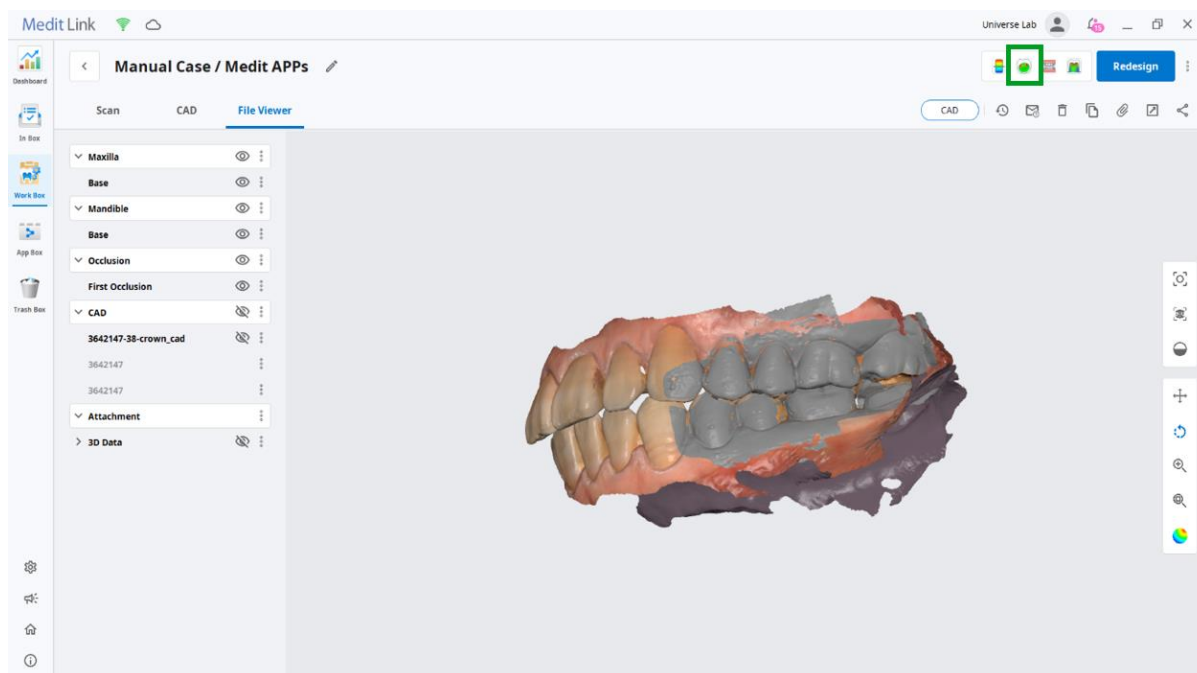 Medit Link
Universe Lab
Dashboard
In Box
Work Box
App Box
Trash Box
Manual Case / Medit APPs
Redesign
Scan
CAD
File Viewer
CAD
Maxilla
Base
Mandible
Base
Occlusion
First Occlusion
CAD
3642147-38-crown_cad
3642147
3642147
Attachment
3D Data